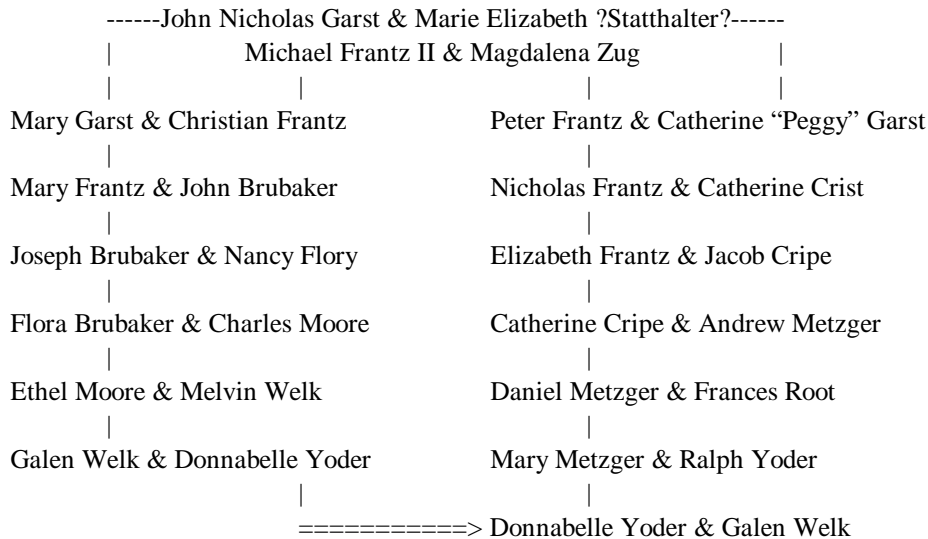 ------John Nicholas Garst & Marie Elizabeth ?Statthalter?------
| Michael Frantz II & Magdalena Zug |
| | | |
Mary Garst & Christian Frantz Peter Frantz & Catherine “Peggy” Garst
| |
Mary Frantz & John Brubaker Nicholas Frantz & Catherine Crist
| |
Joseph Brubaker & Nancy Flory Elizabeth Frantz & Jacob Cripe
| |
Flora Brubaker & Charles Moore Catherine Cripe & Andrew Metzger
| |
Ethel Moore & Melvin Welk Daniel Metzger & Frances Root
| |
Galen Welk & Donnabelle Yoder Mary Metzger & Ralph Yoder
| |
===========> Donnabelle Yoder & Galen Welk